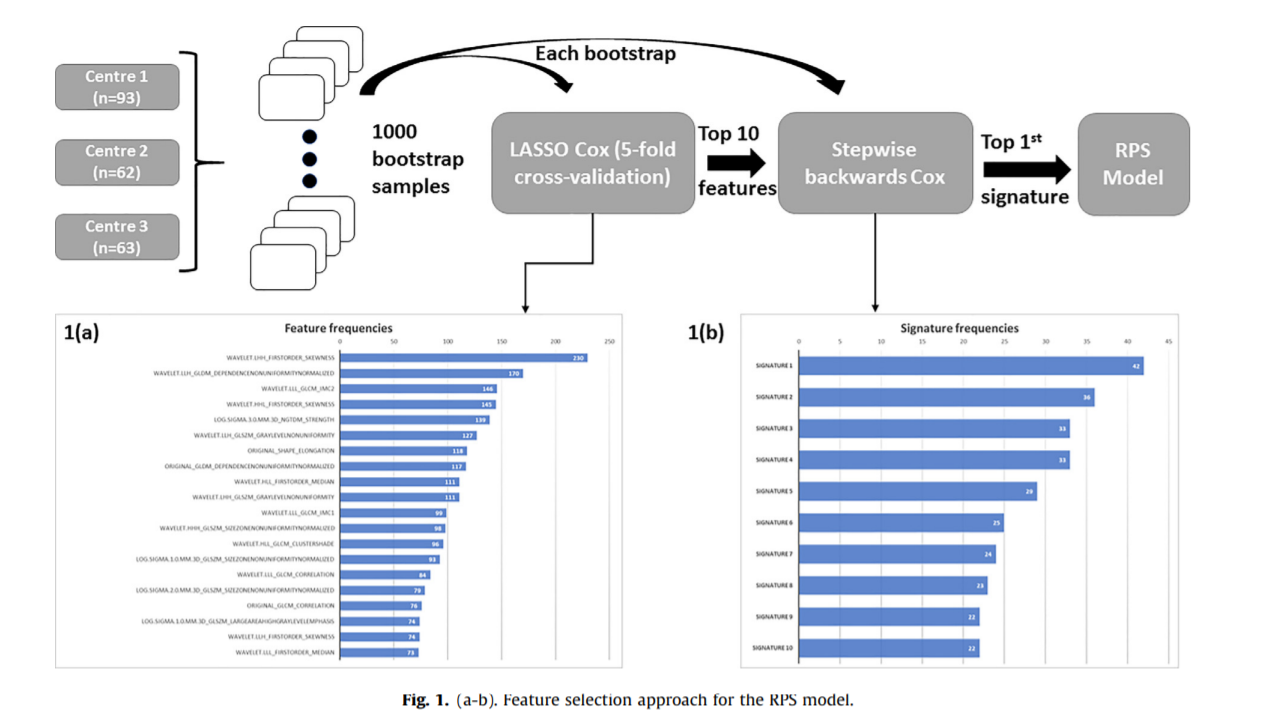 Centre 1
(n=93)
Centre 2
(n=62)
Centre 3
(n=63)
1000
bootstrap
samples
Each bootstrap
LASSO Cox (5-fold
cross-validation)
Top 10
features
Stepwise
backwards Cox
Top 1st
signature
RPS
Model
1(a)
Feature frequencies
0 50 100 150 200 250
WAVELET.LHH_FIRSTORDER_SKEWNESS 230
WAVELET.LLH_GLDM_DEPENDENCENONUNIFORMITYNORMALIZED 170
WAVELET.LLL_GLCM_IMC2 146
WAVELET.HHL_FIRSTORDER_SKEWNESS 145
LOG.SIGMA.3.0.MM.3D_NGTDM_STRENGTH 139
WAVELET.LLH_GLSZM_GRAYLEVELNONUNIFORMITY 127
ORIGINAL_SHAPE_ELONGATION 118
ORIGINAL_GLDM_DEPENDENCENONUNIFORMITYNORMALIZED 117
WAVELET.HLL_FIRSTORDER_MEDIAN 111
WAVELET.LHH_GLSZM_GRAYLEVELNONUNIFORMITY 111
WAVELET.LLL_GLCM_IMC1 99
WAVELET.HHH_GLSZM_SIZEZONENONUNIFORMITYNORMALIZED 98
WAVELET.HLL_GLCM_CLUSTERSHADE 96
LOG.SIGMA.1.0.MM.3D_GLSZM_SIZEZONENONUNIFORMITYNORMALIZED 93
WAVELET.LLL_GLCM_CORRELATION 84
LOG.SIGMA.2.0.MM.3D_GLSZM_SIZEZONENONUNIFORMITYNORMALIZED 79
ORIGINAL_GLCM_CORRELATION 76
LOG.SIGMA.1.0.MM.3D_GLSZM_LARGEAREAHIGHGRAYLEVELEMPHASIS 74
WAVELET.LLH_FIRSTORDER_SKEWNESS 74
WAVELET.LLL_FIRSTORDER_MEDIAN 73
1(b)
Signature frequencies
0 5 10 15 20 25 30 35 40 45
SIGNATURE 1 42
SIGNATURE 2 36
SIGNATURE 3 33
SIGNATURE 4 33
SIGNATURE 5 29
SIGNATURE 6 25
SIGNATURE 7 24
SIGNATURE 8 23
SIGNATURE 9 22
SIGNATURE 10 22
Fig. 1. (a-b). Feature selection approach for the RPS model.